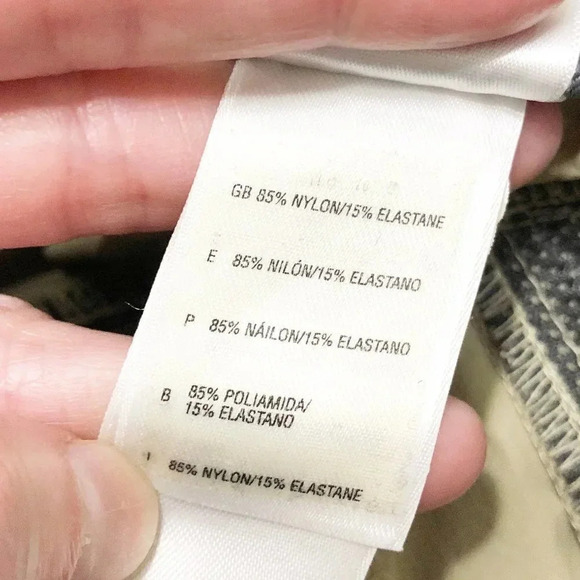 GB 85% NYLON/15% ELASTANE
E 85% NILÓN/15% ELASTANO
P 85% NÁILON/15% ELASTANO
B 85% POLIAMIDA/
15% ELASTANO
I 85% NYLON/15% ELASTANE